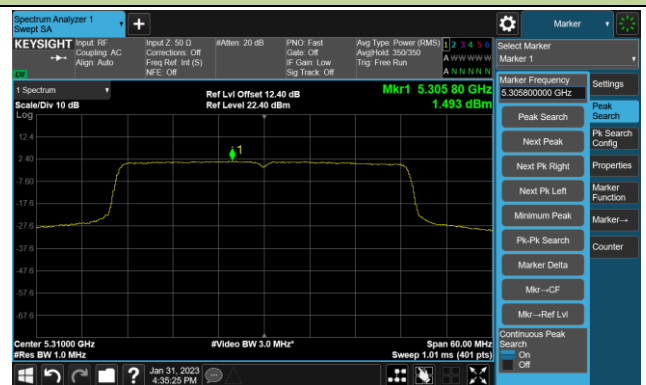 Spectrum Analyzer 1
Swept SA
Marker
KEYSIGHT
Input: RF
Coupling: AC
Align: Auto
Input Z: 50 Ω
Corrections: Off
Freq Ref: Int (S)
NFE: Off
#Atten: 20 dB
PNO: Fast
Gate: Off
IF Gain: Low
Sig Track: Off
Avg Type: Power (RMS)
Avg|Hold: 350/350
Trig: Free Run
1 2 3 4 5 6
A W W W W W
A N N N N N
LXI
Select Marker
Marker 1
1 Spectrum
Scale/Div 10 dB
Log
Ref Lvl Offset 12.40 dB
Ref Level 22.40 dBm
Mkr1 5.305 80 GHz
1.493 dBm
1
12.4
2.40
-7.60
-17.6
-27.6
-37.6
-47.6
-57.6
-67.6
Center 5.31000 GHz
#Res BW 1.0 MHz
#Video BW 3.0 MHz*
Span 60.00 MHz
Sweep 1.01 ms (401 pts)
Marker Frequency
5.305800000 GHz
Peak Search
Next Peak
Next Pk Right
Next Pk Left
Minimum Peak
Pk-Pk Search
Marker Delta
Mkr→CF
Mkr→Ref Lvl
Continuous Peak
Search
On
Off
Settings
Peak
Search
Pk Search
Config
Properties
Marker
Function
Marker→
Counter
Jan 31, 2023
4:35:25 PM